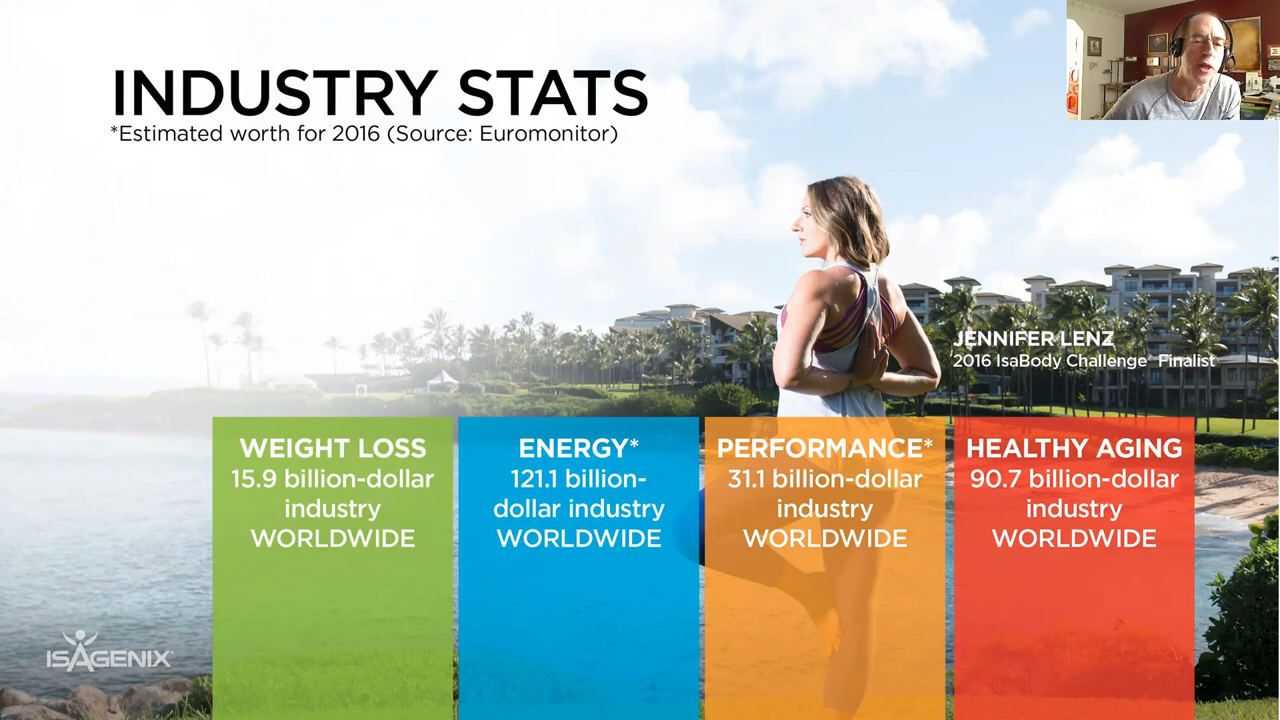 INDUSTRY STATS
*Estimated worth for 2016 (Source: Euromonitor)
JENNIFER LENZ
2016 IsaBody Challenge® Finalist
WEIGHT LOSS
15.9 billion-dollar
industry
WORLDWIDE
ENERGY*
121.1 billion-
dollar industry
WORLDWIDE
PERFORMANCE*
31.1 billion-dollar
industry
WORLDWIDE
HEALTHY AGING
90.7 billion-dollar
industry
WORLDWIDE
ISAGENIX